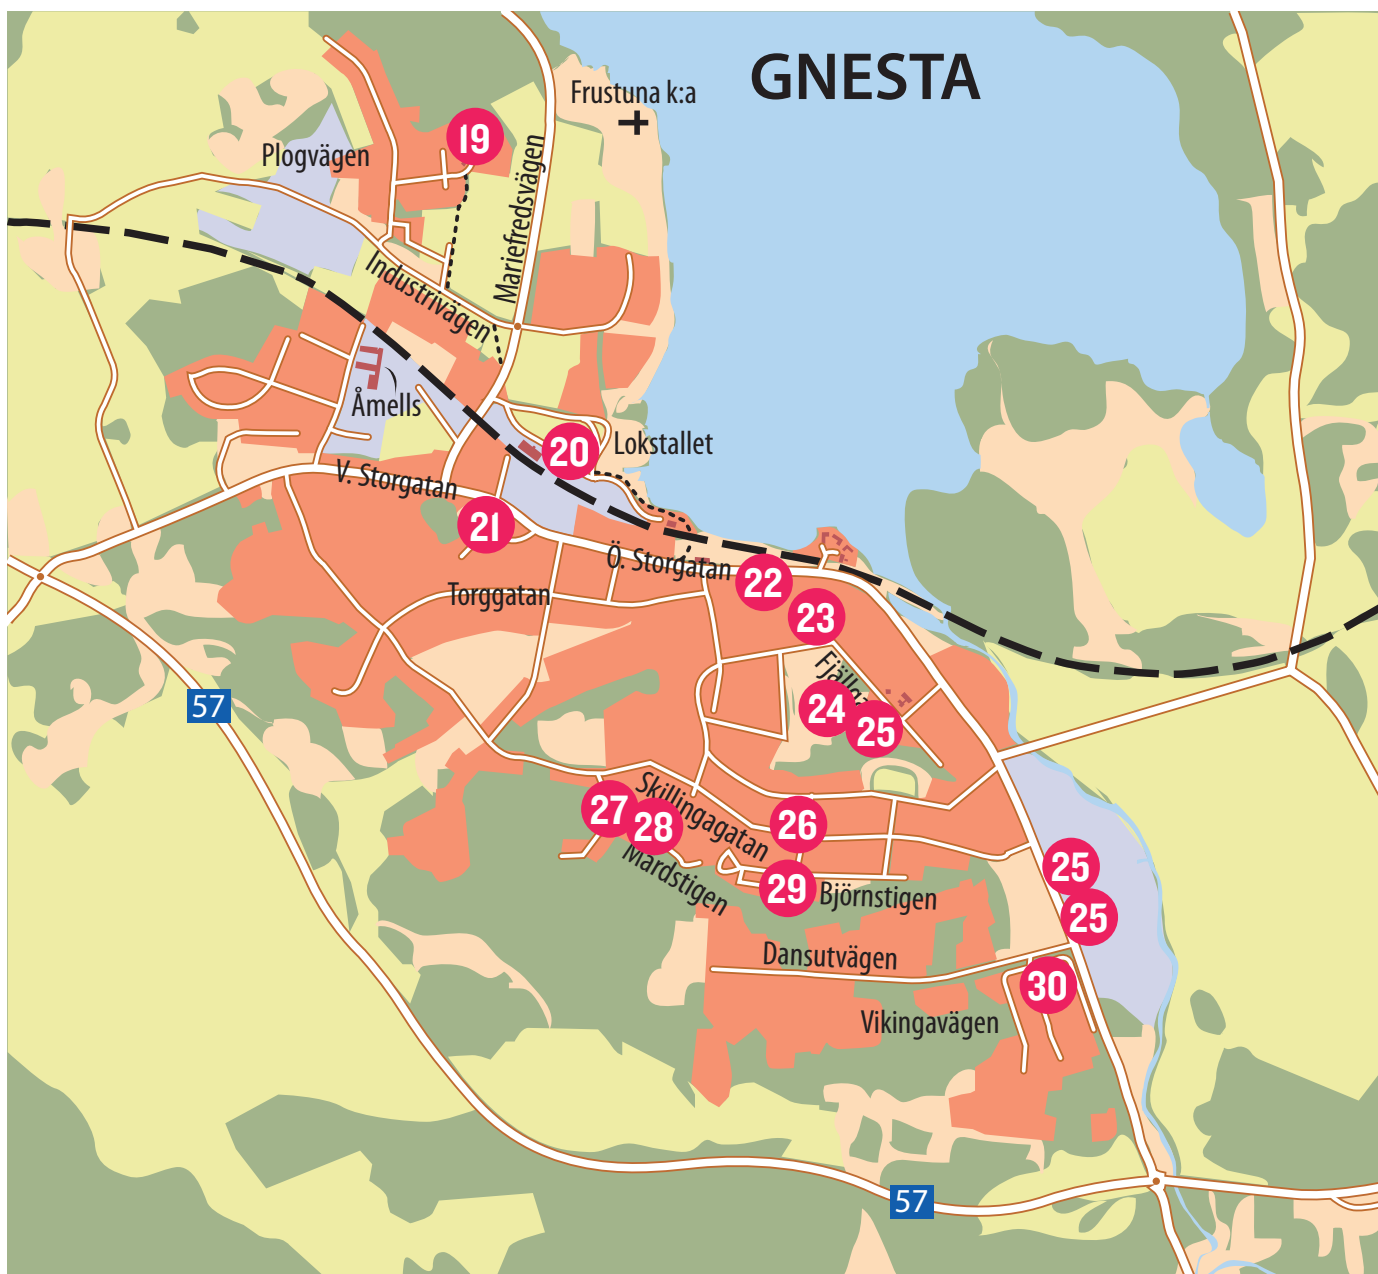 GNESTA
Frustuna k:a
19
Plogvägen
Mariefredsvägen
Industrivägen
Åmells
20
Lokstallet
V. Storgatan
21
Ö. Storgatan
22
Torggatan
23
57
24
25
Skillingagatan
27
28
26
Mårdstigen
29
Björnstigen
25
25
Dansutvägen
30
Vikingavägen
57